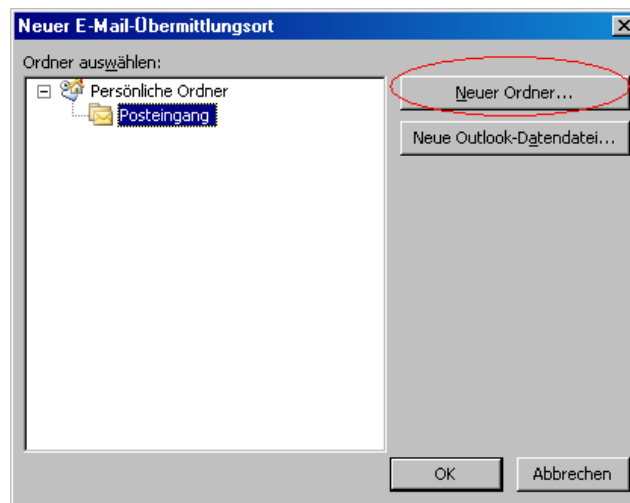 Neuer E-Mail-Übermittlungsort
Ordner auswählen:
Persönliche Ordner
Posteingang
Neuer Ordner...
Neue Outlook-Datendatei...
OK
Abbrechen